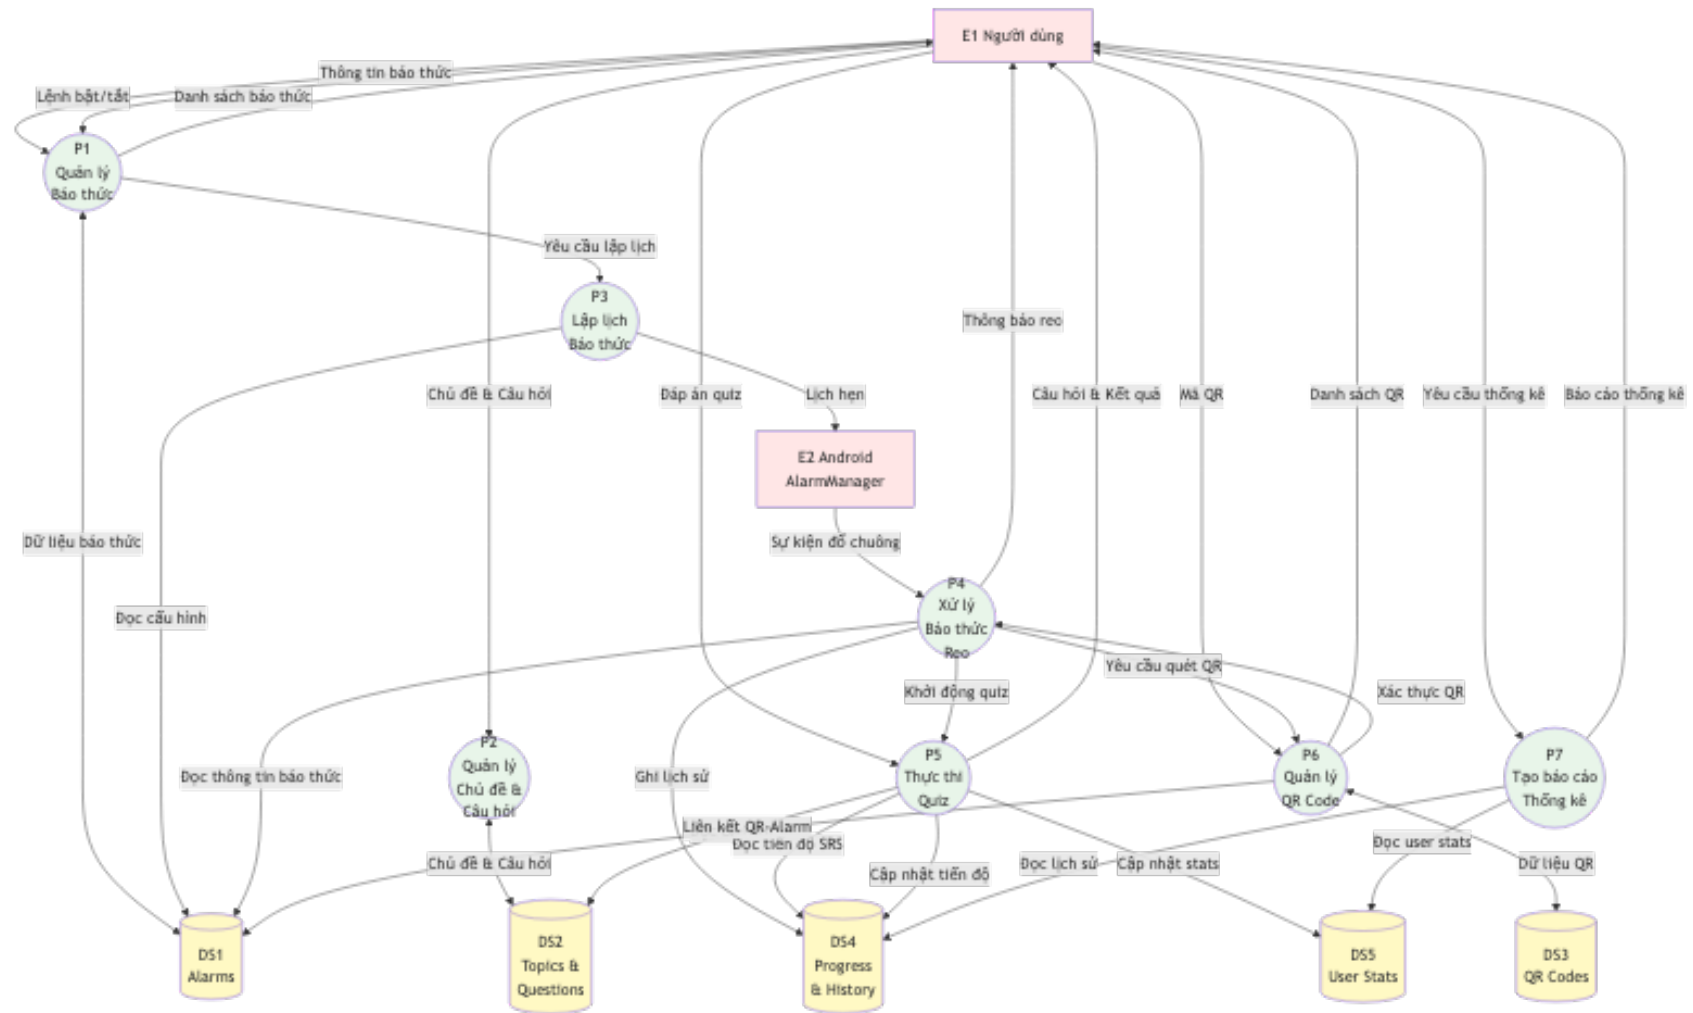 E1 Người dùng
Thông tin báo thức
Lệnh bật/tắt
Danh sách báo thức
P1
Quản lý
Báo thức
Yêu cầu lập lịch
P3
Lập lịch
Báo thức
Thông báo reo
Chủ đề & Câu hỏi
Đáp án quiz
Lịch hẹn
Câu hỏi & Kết quả
Mã QR
Danh sách QR
Yêu cầu thống kê
Báo cáo thống kê
E2 Android
AlarmManager
Dữ liệu báo thức
Sự kiện đổ chuông
Đọc cấu hình
P4
Xử lý
Báo thức
Reo
Yêu cầu quét QR
Khởi động quiz
Xác thực QR
P2
Quản lý
Chủ đề &
Câu hỏi
Đọc thông tin báo thức
Ghi lịch sử
P5
Thực thi
Quiz
P6
Quản lý
QR Code
P7
Tạo báo cáo
Thống kê
Liên kết QR-Alarm
Đọc tiến độ SRS
Đọc user stats
Chủ đề & Câu hỏi
Cập nhật tiến độ
Đọc lịch sử
Cập nhật stats
Dữ liệu QR
DS1
Alarms
DS2
Topics &
Questions
DS4
Progress
& History
DS5
User Stats
DS3
QR Codes